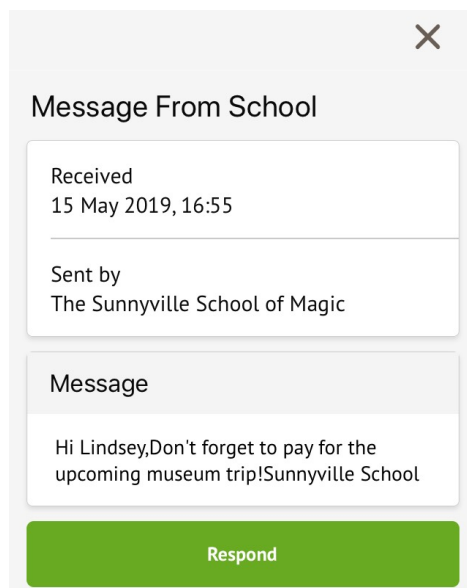 Message From School
Received
15 May 2019, 16:55
Sent by
The Sunnyville School of Magic
Message
Hi Lindsey,Don't forget to pay for the
upcoming museum trip!Sunnyville School
Respond